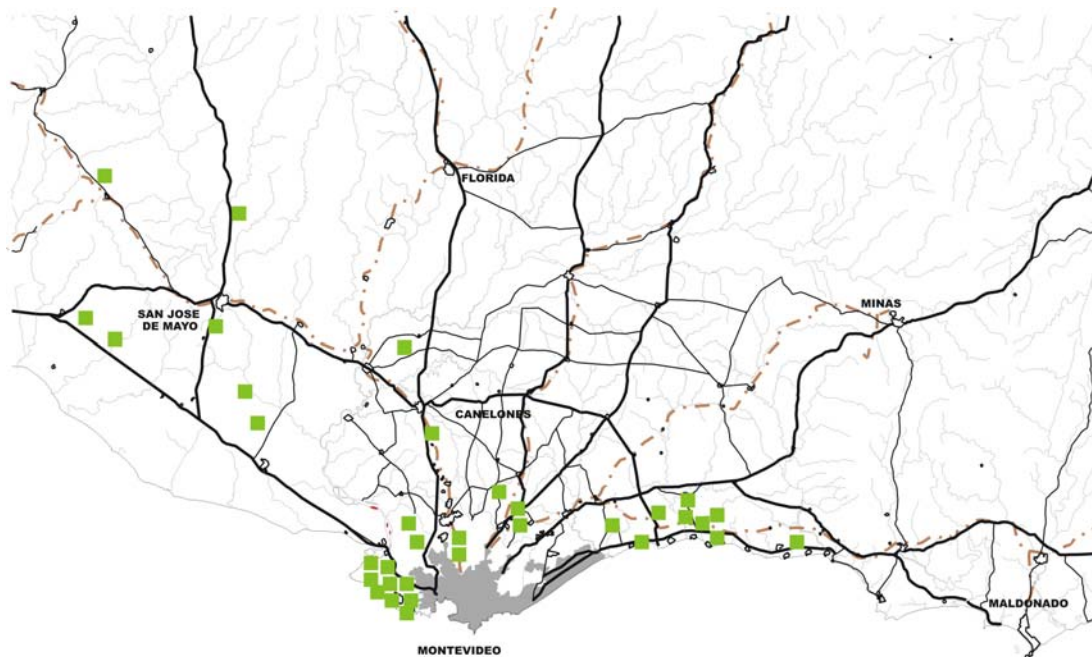 FLORIDA
SAN JOSE
DE MAYO
MINAS
CANELONES
MALDONADO
MONTEVIDEO